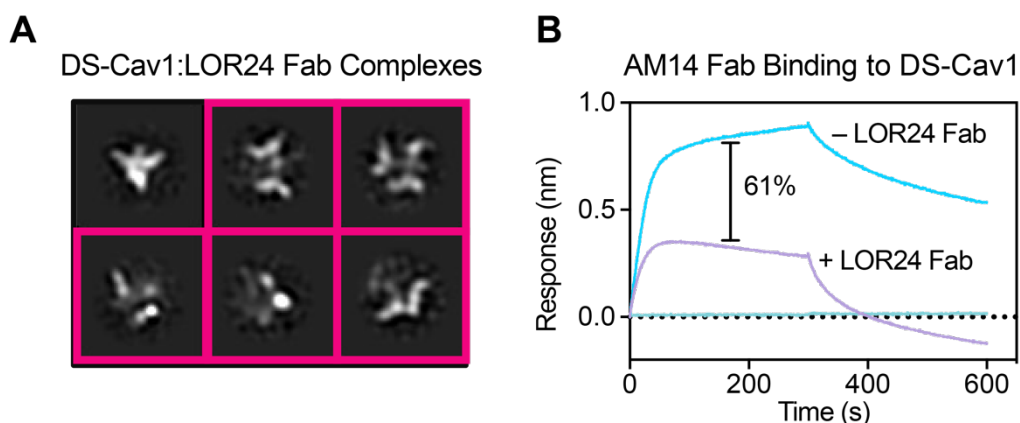 A
DS-Cav1:LOR24 Fab Complexes
B
AM14 Fab Binding to DS-Cav1
Response (nm)
1.0
0.5
0.0
– LOR24 Fab
61%
+ LOR24 Fab
0
200
400
600
Time (s)